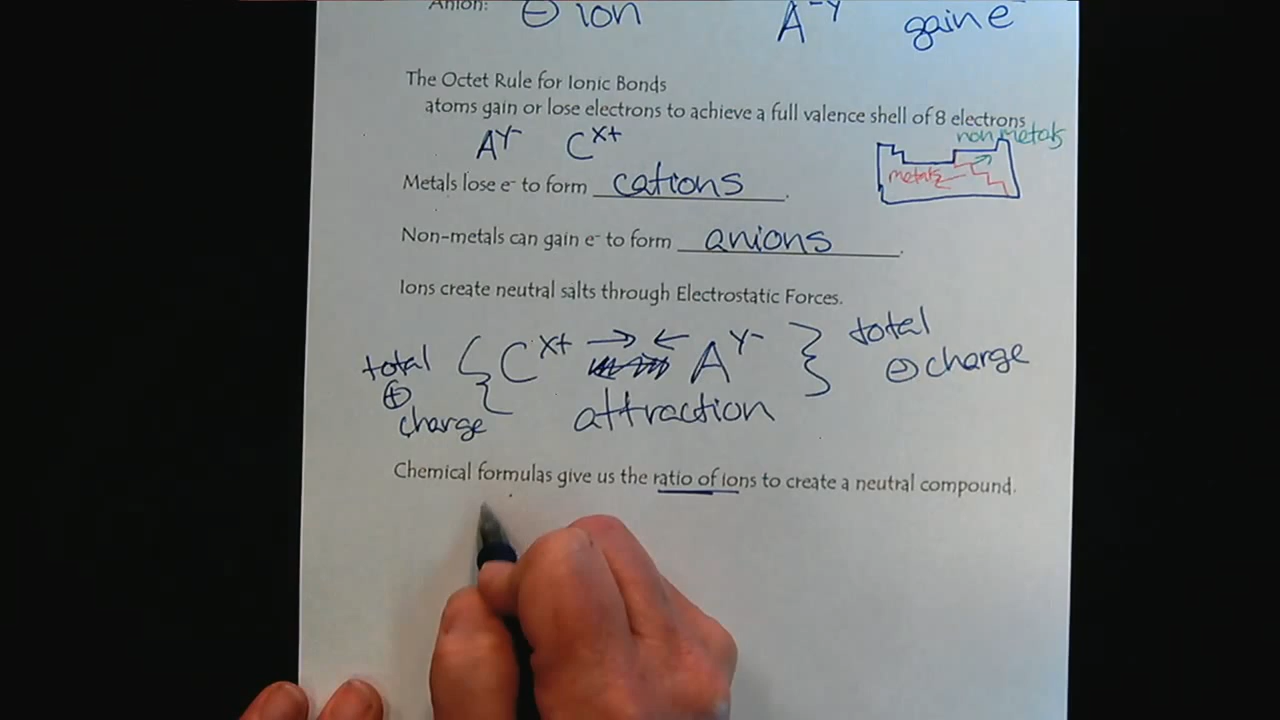 Anion: ⊖ ion A⁻ʸ gain e⁻
The Octet Rule for Ionic Bonds
atoms gain or lose electrons to achieve a full valence shell of 8 electrons
Aʸ⁻ Cˣ⁺
non metals
metals
Metals lose e⁻ to form cations.
Non-metals can gain e⁻ to form anions.
Ions create neutral salts through Electrostatic Forces.
total ⊕ charge { Cˣ⁺ → ← Aʸ⁻ } total ⊖ charge
attraction
Chemical formulas give us the ratio of ions to create a neutral compound.